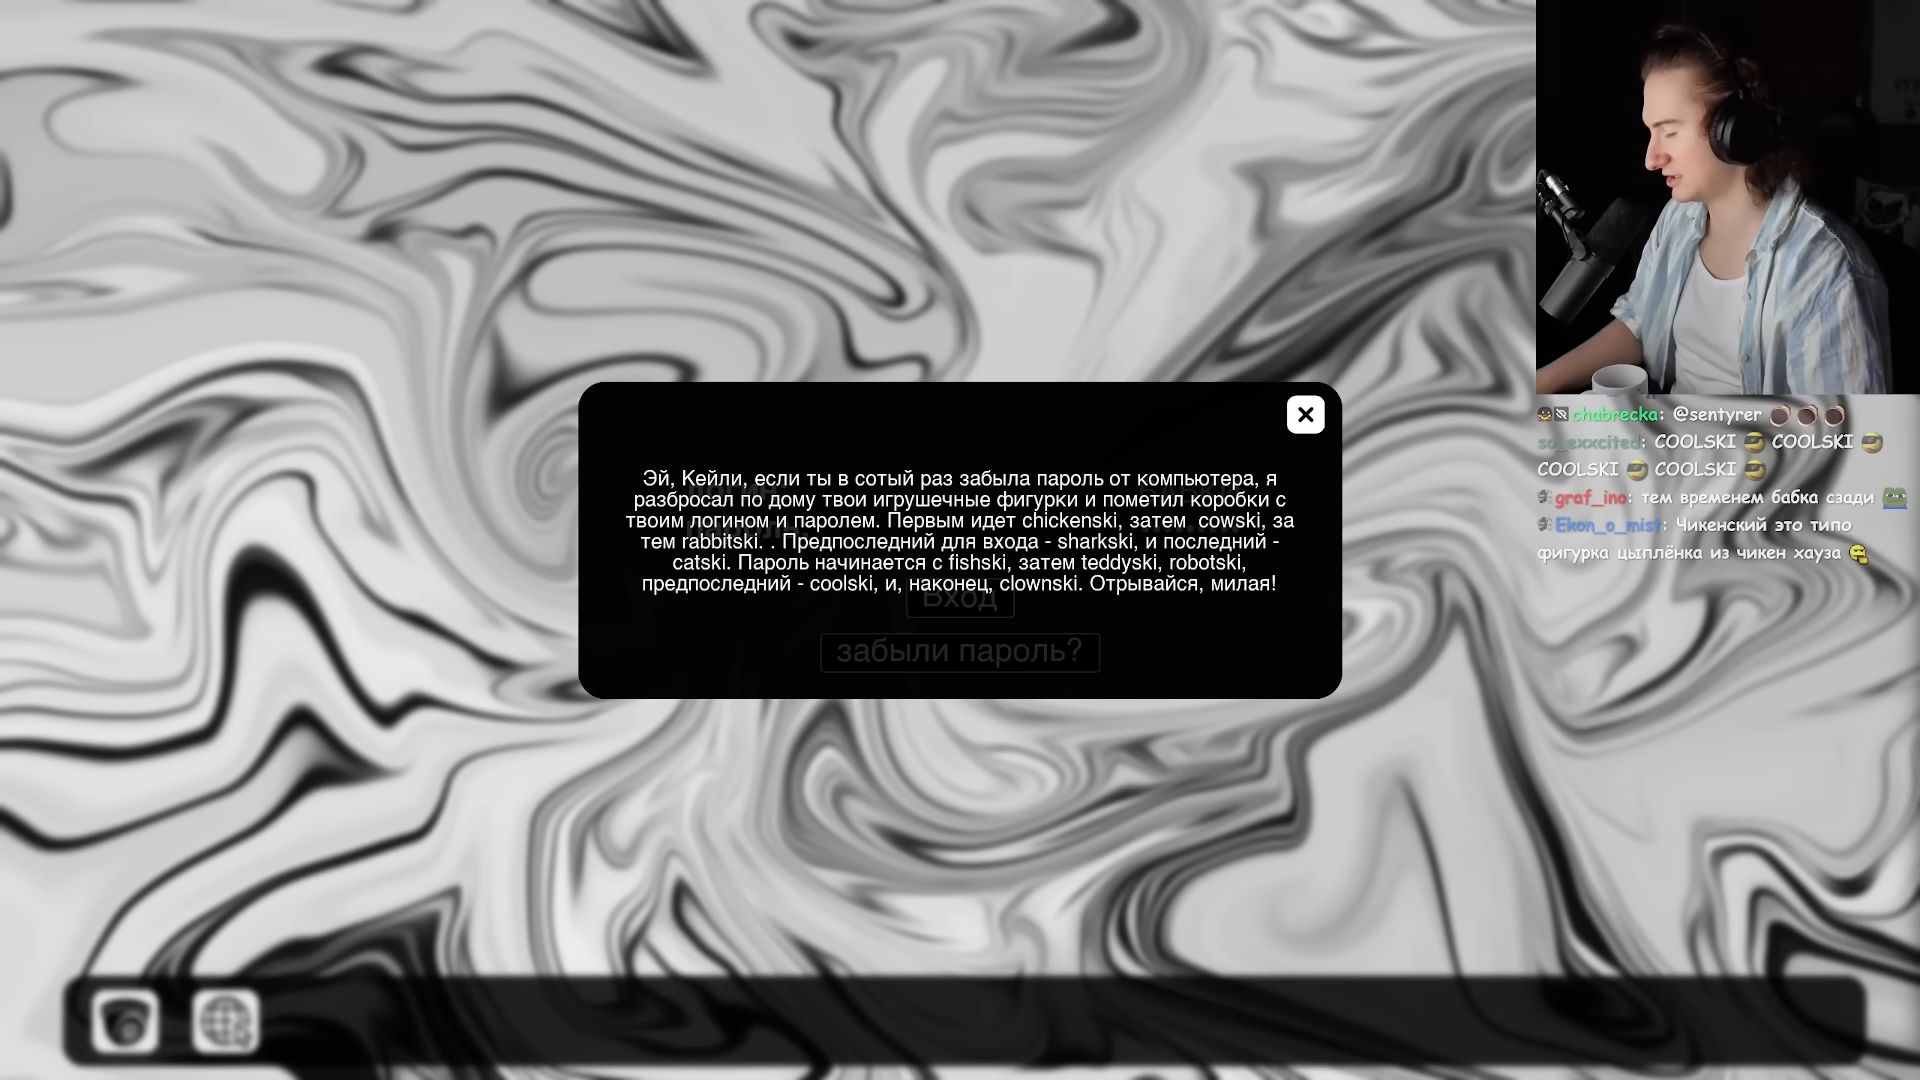 Эй, Кейли, если ты в сотый раз забыла пароль от компьютера, я
разбросал по дому твои игрушечные фигурки и пометил коробки с
твоим логином и паролем. Первым идет chickenski, затем cowski, за
тем rabbitski. . Предпоследний для входа - sharkski, и последний -
catski. Пароль начинается с fishski, затем teddyski, robotski,
предпоследний - coolski, и, наконец, clownski. Отрывайся, милая!
Вход
забыли пароль?
chabrecka: @sentyrer
so_exxcited: COOLSKI COOLSKI
COOLSKI COOLSKI
graf_ino: тем временем бабка сзади
Ekon_o_mist: Чикенский это типо
фигурка цыплёнка из чикен хауза